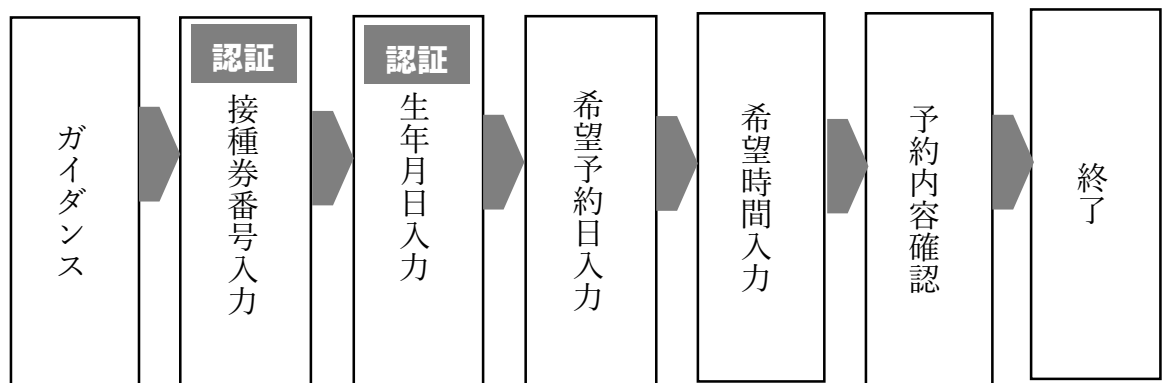 ガイダンス
認証
接種券番号入力
認証
生年月日入力
希望予約日入力
希望時間入力
予約内容確認
終了